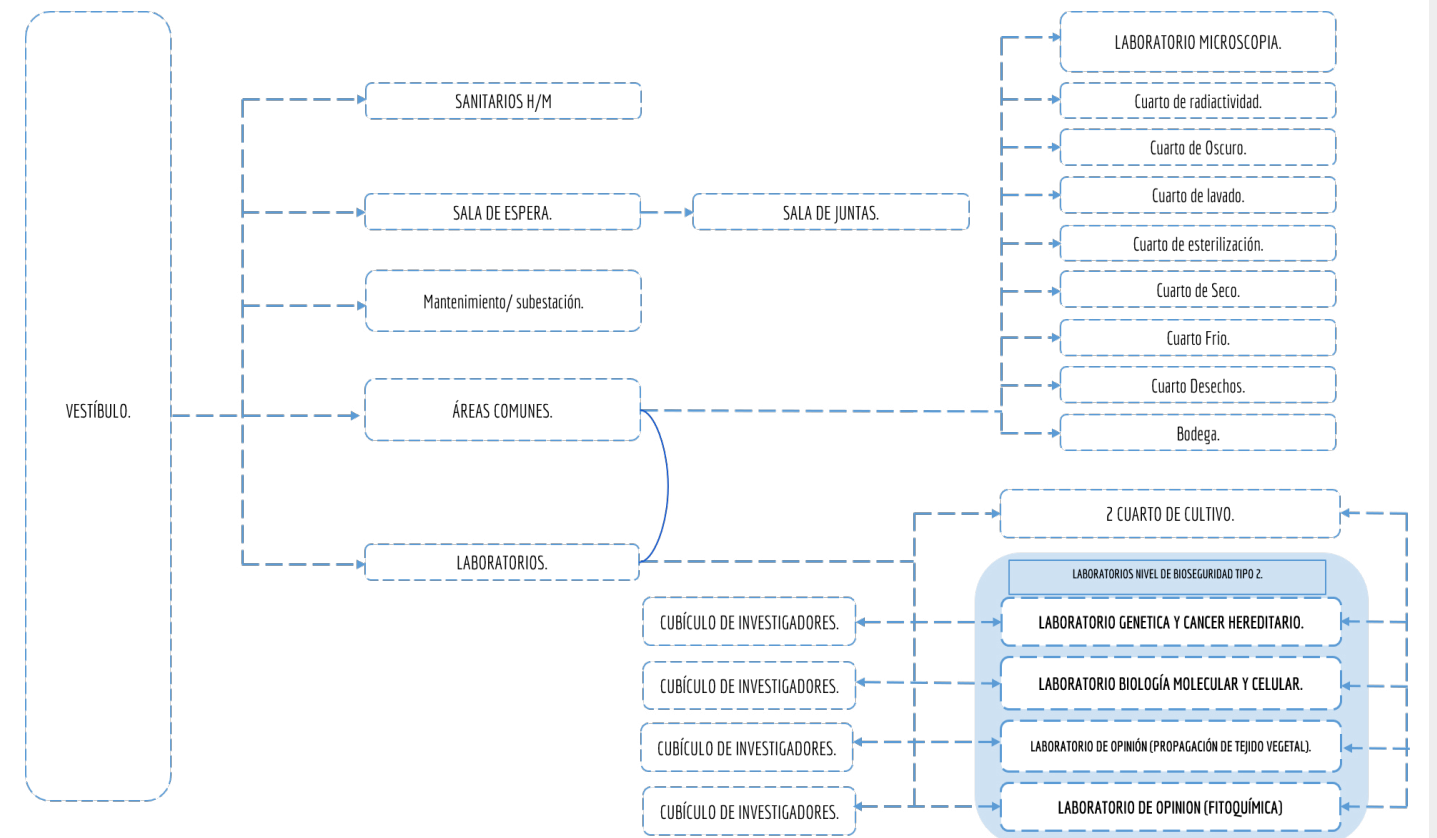 VESTÍBULO.
SANITARIOS H/M
SALA DE ESPERA.
SALA DE JUNTAS.
Mantenimiento/ subestación.
ÁREAS COMUNES.
LABORATORIOS.
LABORATORIO MICROSCOPIA.
Cuarto de radiactividad.
Cuarto de Oscuro.
Cuarto de lavado.
Cuarto de esterilización.
Cuarto de Seco.
Cuarto Frio.
Cuarto Desechos.
Bodega.
2 CUARTO DE CULTIVO.
LABORATORIOS NIVEL DE BIOSEGURIDAD TIPO 2.
CUBÍCULO DE INVESTIGADORES.
LABORATORIO GENETICA Y CANCER HEREDITARIO.
CUBÍCULO DE INVESTIGADORES.
LABORATORIO BIOLOGÍA MOLECULAR Y CELULAR.
CUBÍCULO DE INVESTIGADORES.
LABORATORIO DE OPINIÓN (PROPAGACIÓN DE TEJIDO VEGETAL).
CUBÍCULO DE INVESTIGADORES.
LABORATORIO DE OPINION (FITOQUÍMICA)